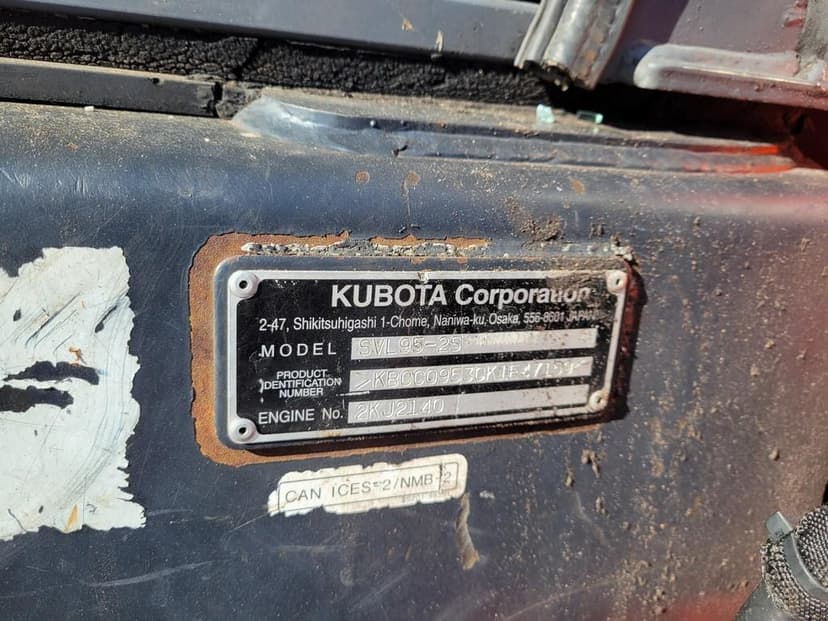 KUBOTA Corporation
2-47, Shikitsuhigashi 1-Chome, Naniwa-ku, Osaka, 556-8601 JAPAN
MODEL SVL95-2S
PRODUCT
IDENTIFICATION
NUMBER
ENGINE No. 2KJ2140
CAN ICES-2/NMB-2